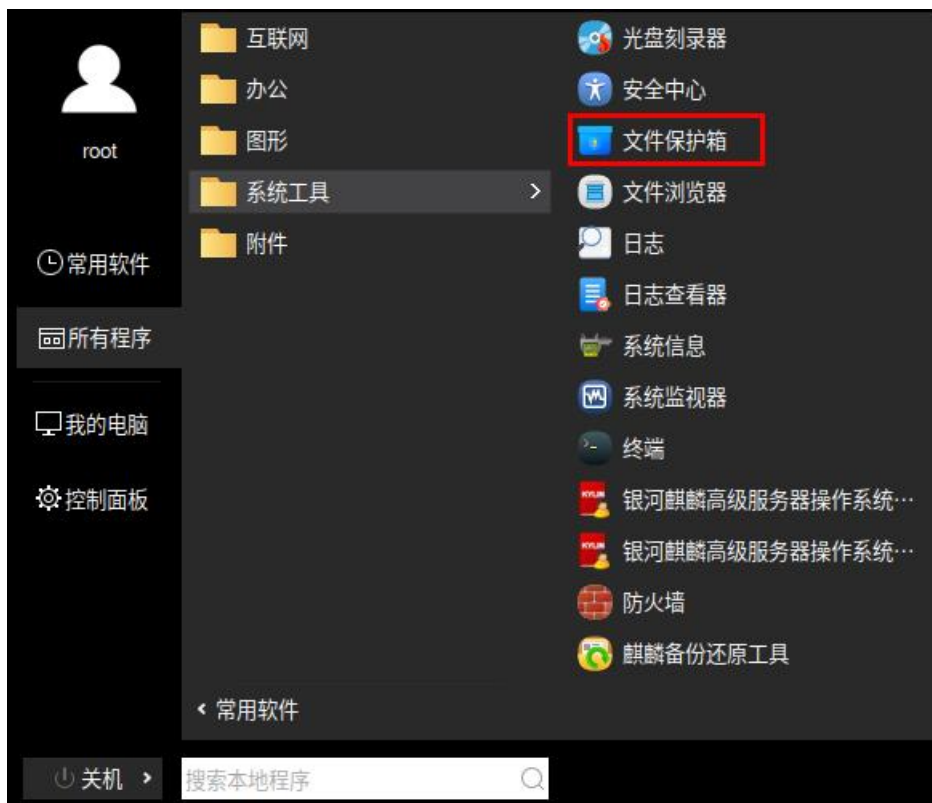 root
常用软件
所有程序
我的电脑
控制面板
关机
互联网
办公
图形
系统工具
附件
常用软件
搜索本地程序
光盘刻录器
安全中心
文件保护箱
文件浏览器
日志
日志查看器
系统信息
系统监视器
终端
KYLIN
银河麒麟高级服务器操作系统…
KYLIN
银河麒麟高级服务器操作系统…
防火墙
麒麟备份还原工具